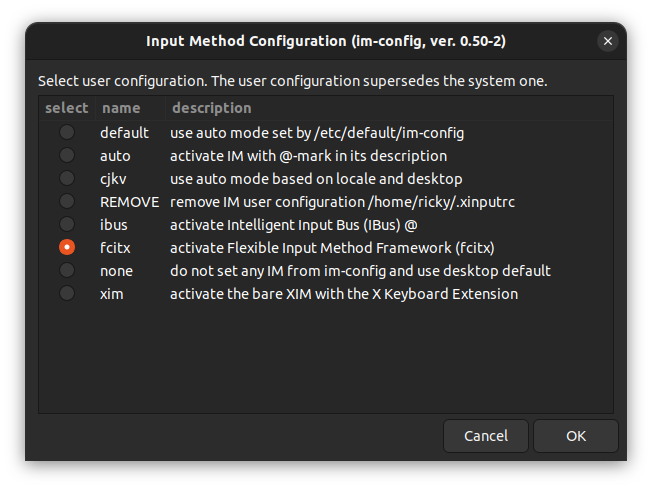 Input Method Configuration (im-config, ver. 0.50-2)
Select user configuration. The user configuration supersedes the system one.
select name description
default use auto mode set by /etc/default/im-config
auto activate IM with @-mark in its description
cjkv use auto mode based on locale and desktop
REMOVE remove IM user configuration /home/ricky/.xinputrc
ibus activate Intelligent Input Bus (IBus) @
fcitx activate Flexible Input Method Framework (fcitx)
none do not set any IM from im-config and use desktop default
xim activate the bare XIM with the X Keyboard Extension
Cancel OK